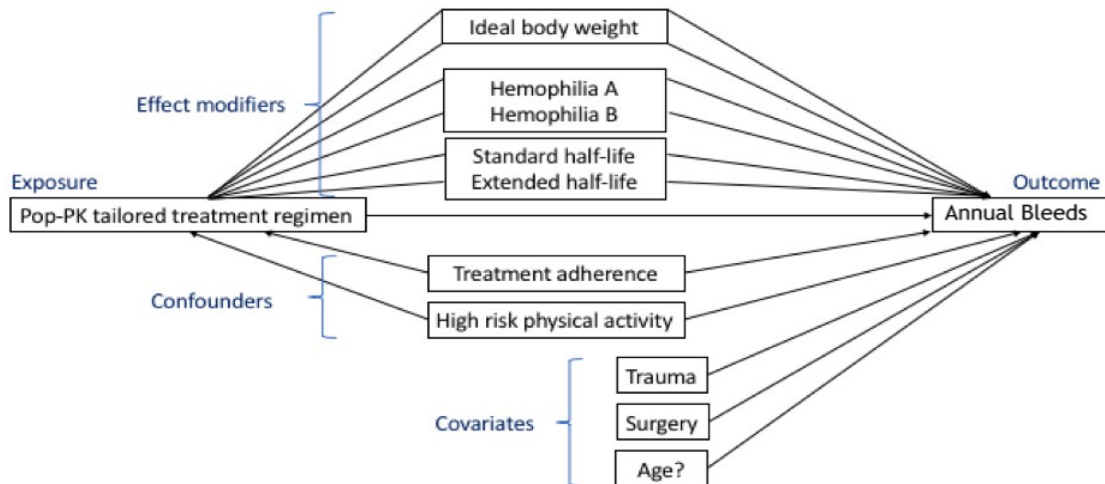 Ideal body weight
Effect modifiers
Hemophilia A
Hemophilia B
Standard half-life
Extended half-life
Exposure
Outcome
Pop-PK tailored treatment regimen
Annual Bleeds
Treatment adherence
Confounders
High risk physical activity
Trauma
Covariates
Surgery
Age?